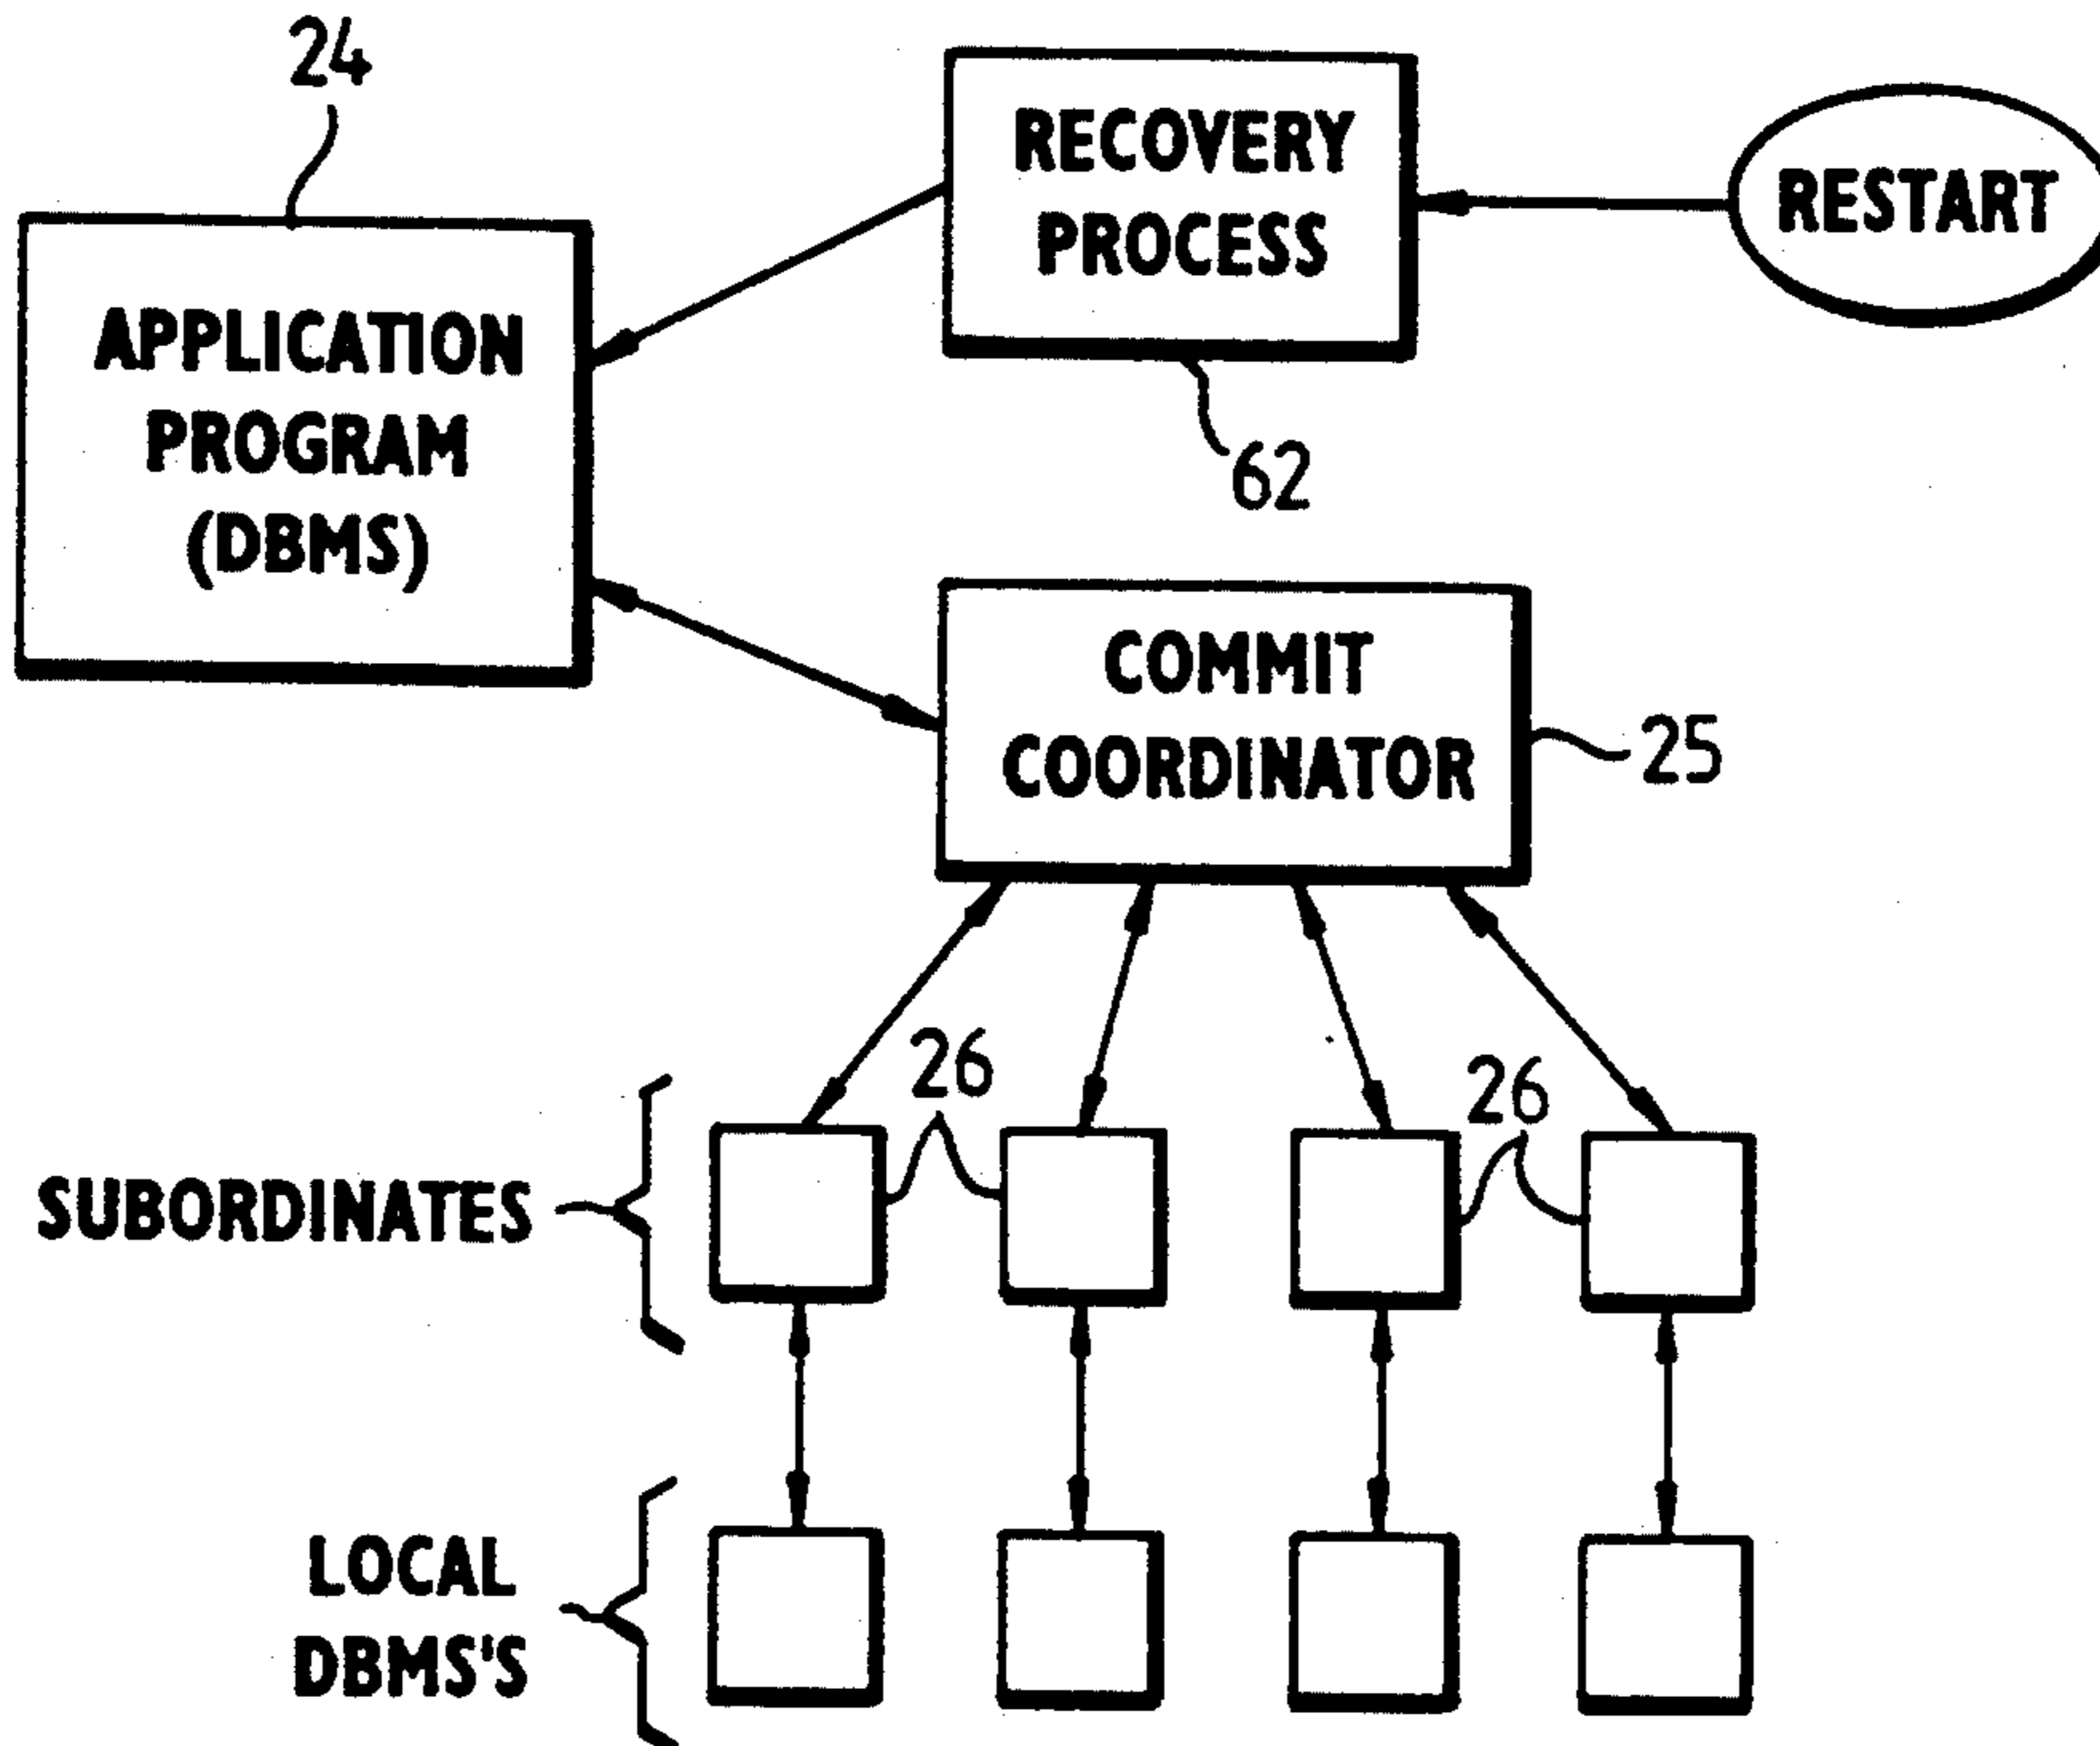 24
RECOVERY
PROCESS
RESTART
APPLICATION
PROGRAM
(DBMS)
62
COMMIT
COORDINATOR
25
26
26
SUBORDINATES
LOCAL
DBMS'S